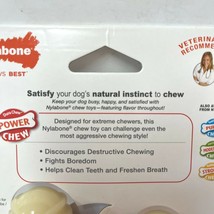 Nylabone®
VETERINA
RECOMME
Satisfy your dog's natural instinct to chew
Keep your dog busy, happy, and satisfied with
Nylabone® chew toys—featuring flavor throughout!
Designed for extreme chewers, this
Nylabone® chew toy can challenge even the
most aggressive chewing style!
POWER
CHEW
• Discourages Destructive Chewing
• Fights Boredom
• Helps Clean Teeth and Freshen Breath